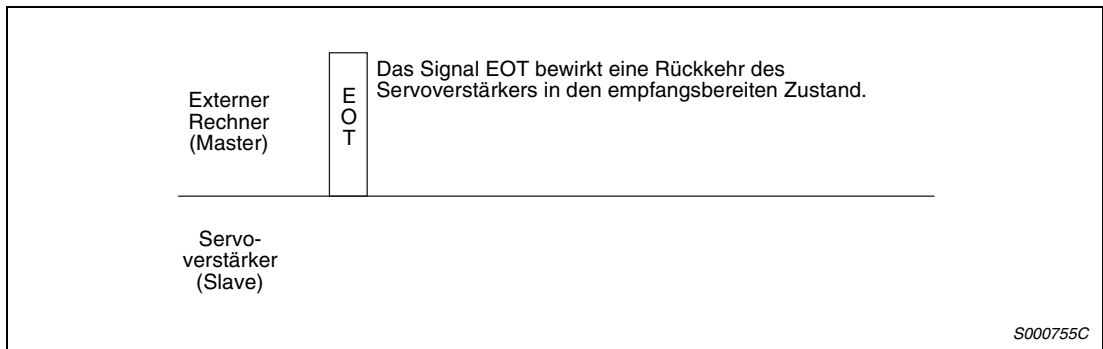 Das Signal EOT bewirkt eine Rückkehr des
Servoverstärkers in den empfangsbereiten Zustand.
Externer
Rechner
(Master)
E
O
T
Servo-
verstärker
(Slave)
S000755C